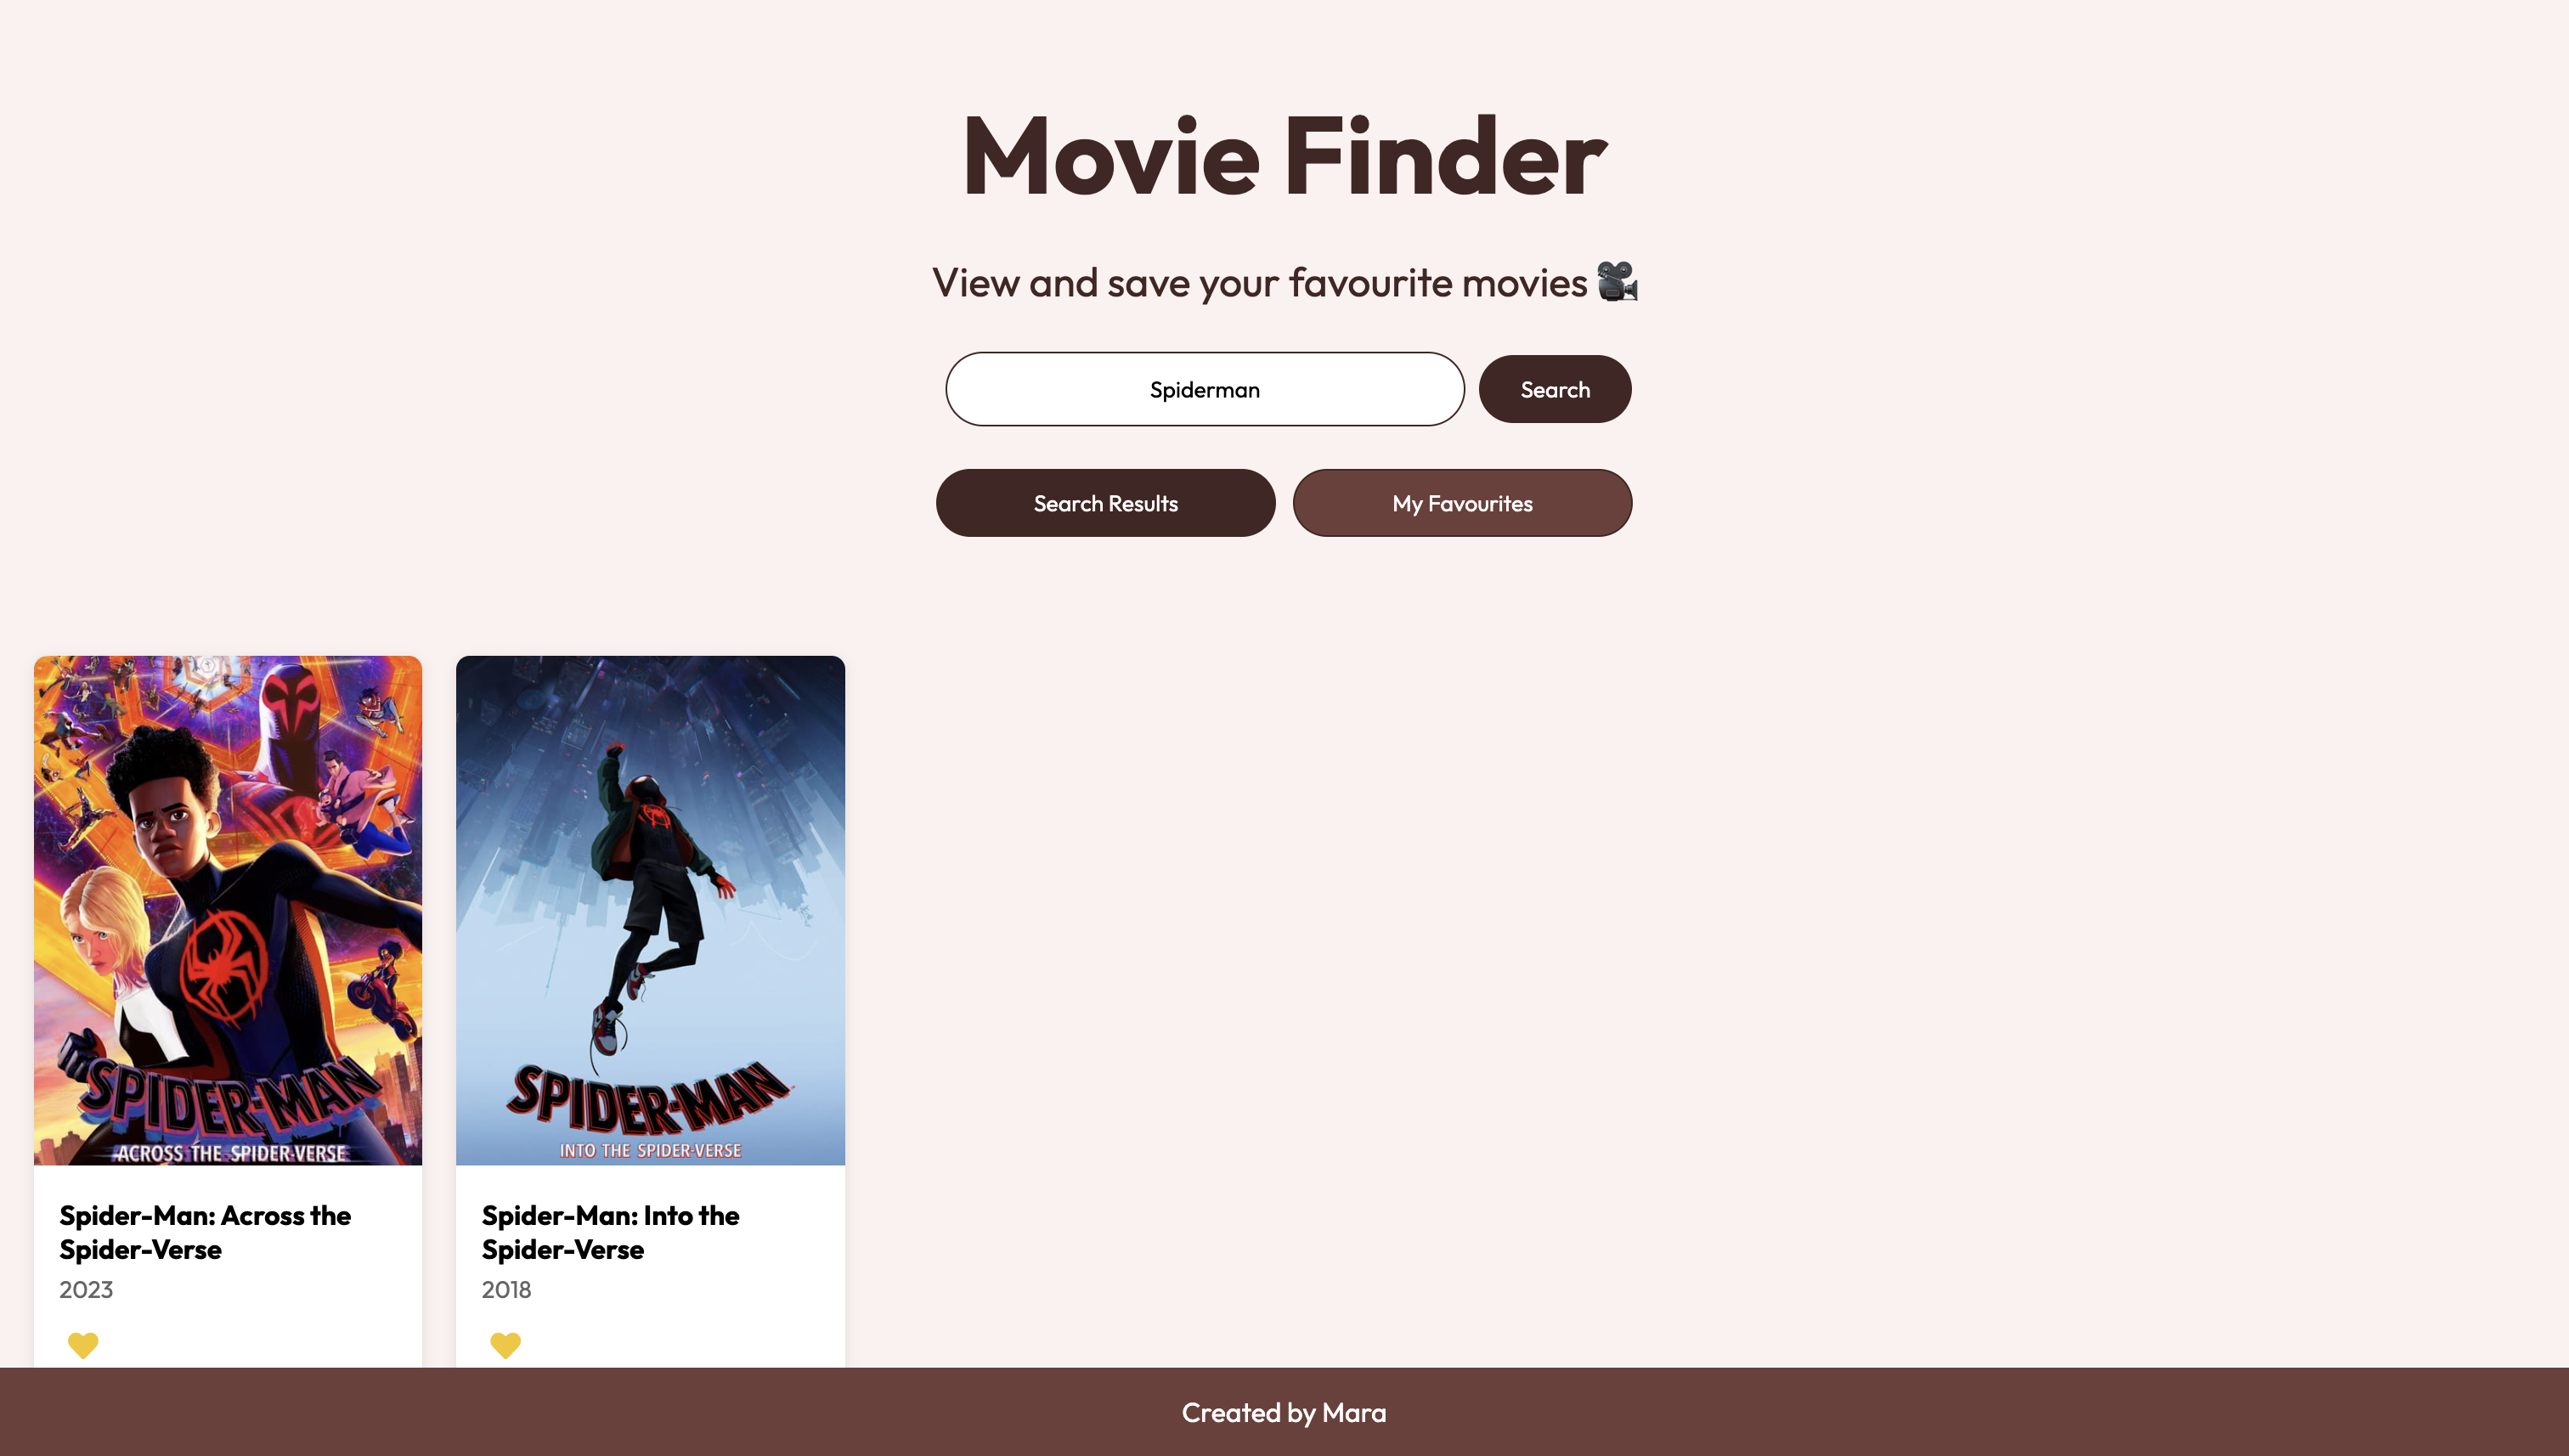 Movie Finder
View and save your favourite movies
Spiderman
Search
Search Results
My Favourites
SPIDER-MAN
ACROSS THE SPIDER-VERSE
SPIDER-MAN
INTO THE SPIDER-VERSE
Spider-Man: Across the
Spider-Verse
2023
Spider-Man: Into the
Spider-Verse
2018
Created by Mara